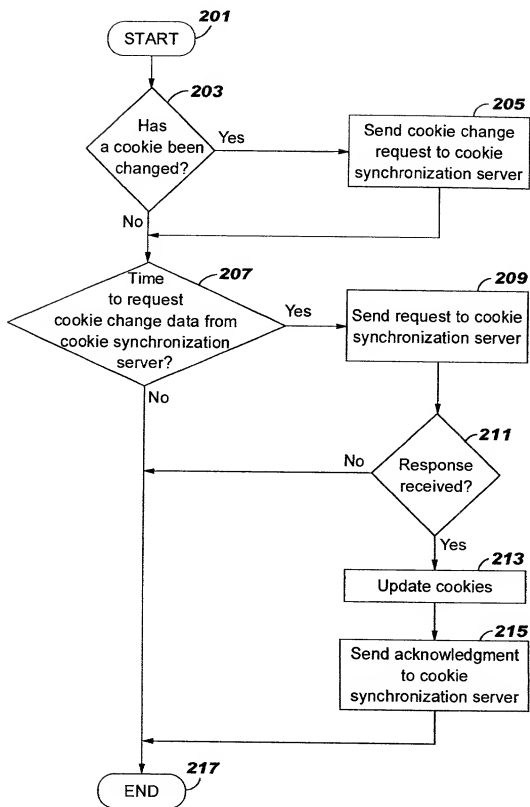 201
START
203
Has
a cookie been
changed?
Yes
205
Send cookie change
request to cookie
synchronization server
No
207
Time
to request
cookie change data from
cookie synchronization
server?
Yes
209
Send request to cookie
synchronization server
No
211
Response
received?
No
Yes
213
Update cookies
215
Send acknowledgment
to cookie
synchronization server
217
END